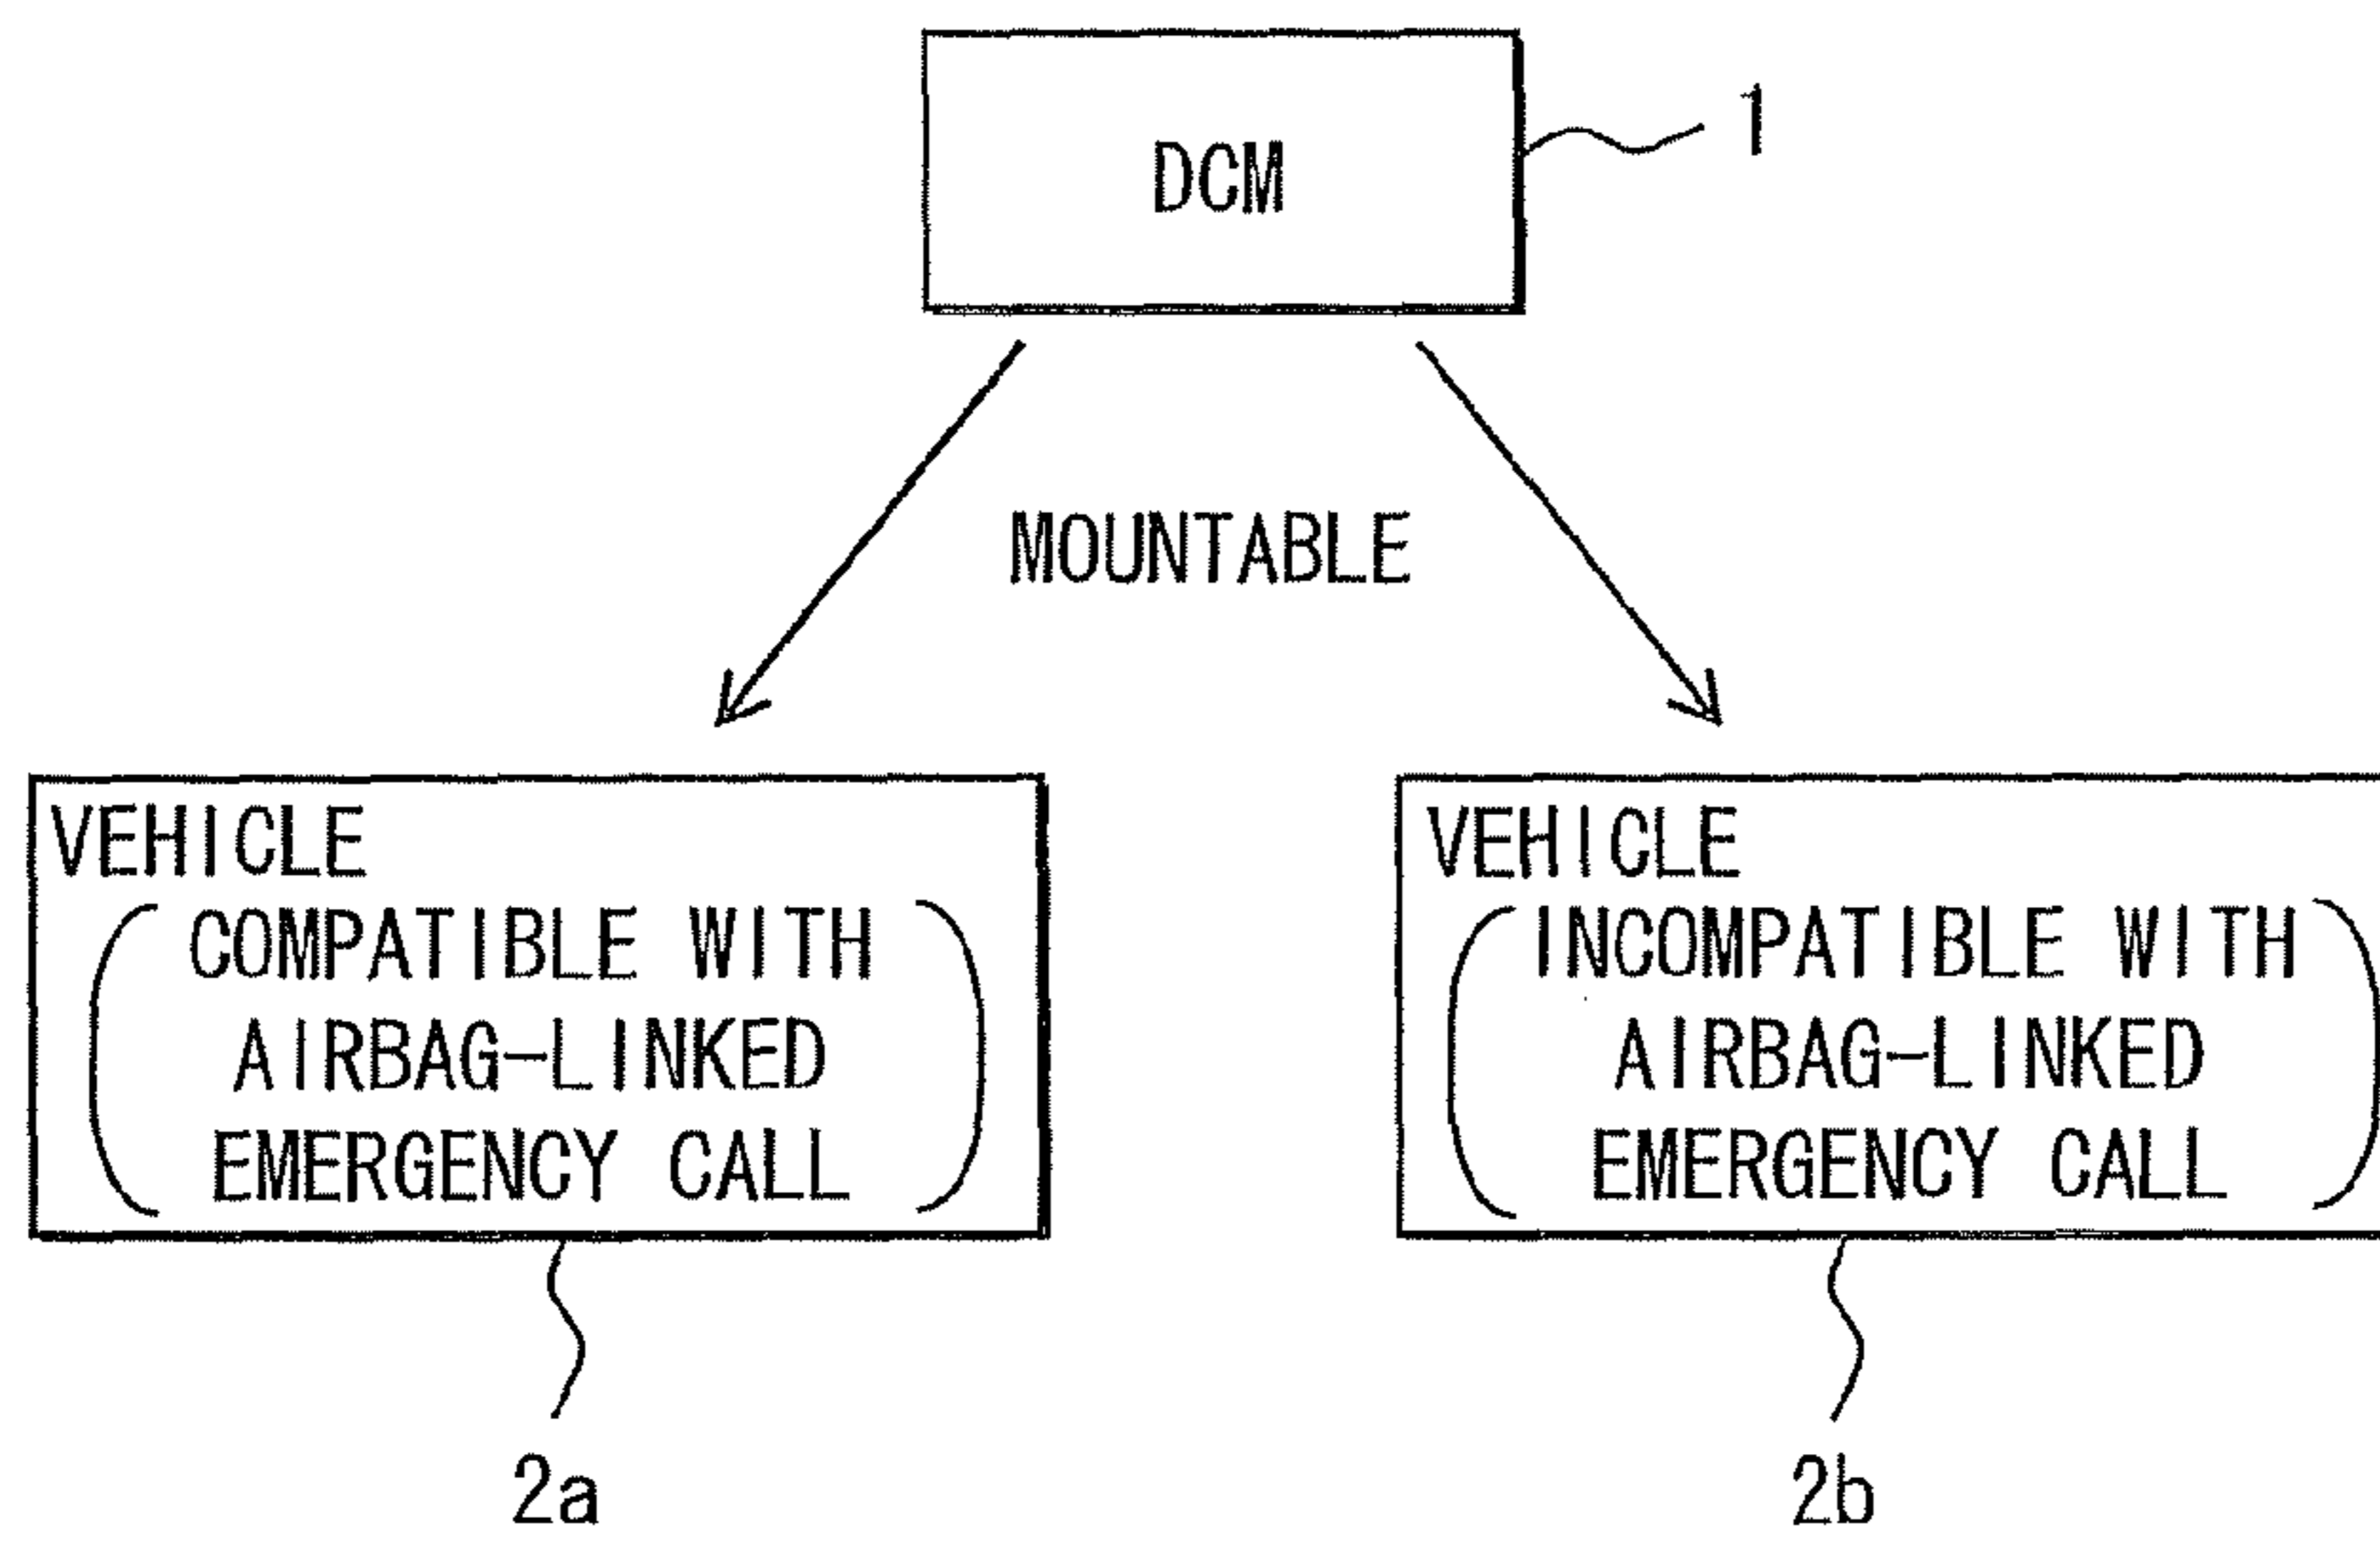 DCM
1
MOUNTABLE
VEHICLE
COMPATIBLE WITH
AIRBAG-LINKED
EMERGENCY CALL
2a
VEHICLE
INCOMPATIBLE WITH
AIRBAG-LINKED
EMERGENCY CALL
2b